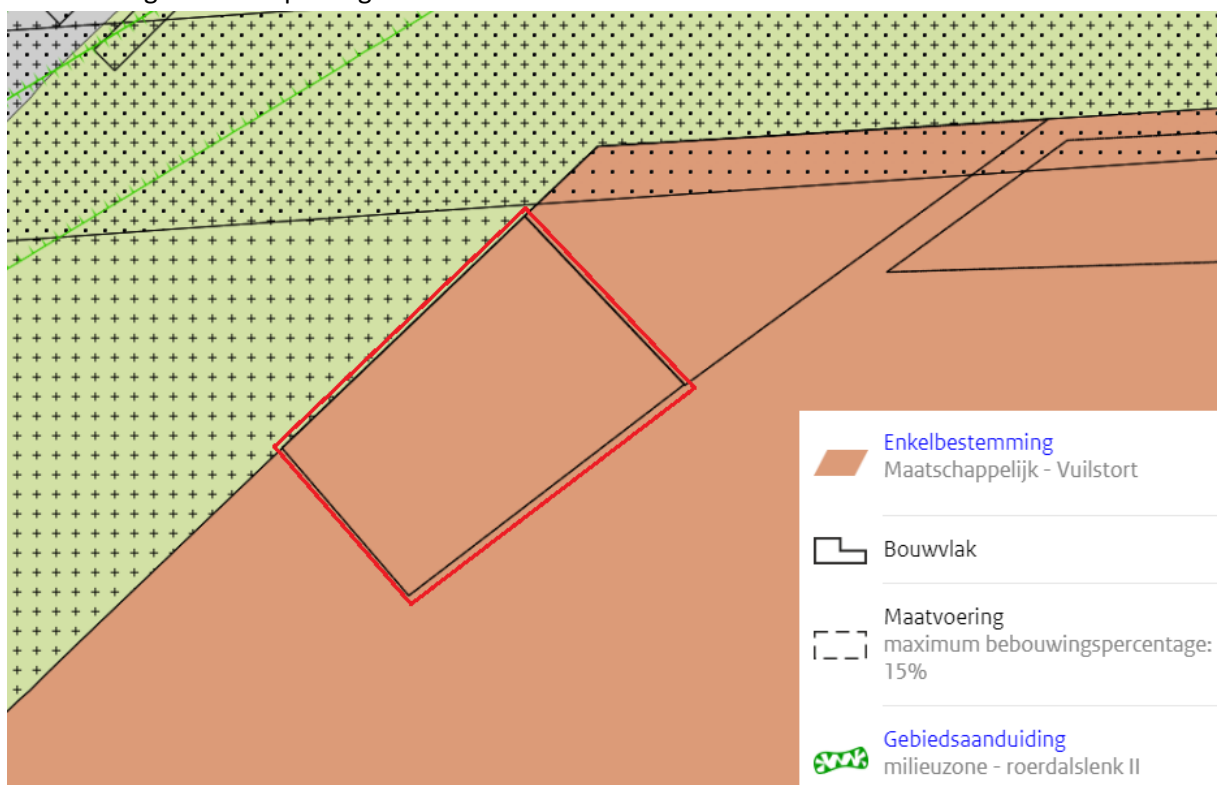 Enkelbestemming
Maatschappelijk - Vuilstort
Bouwvlak
Maatvoering
maximum bebouwingspercentage:
15%
Gebiedsaanduiding
milieuzone - roerdalslenk II